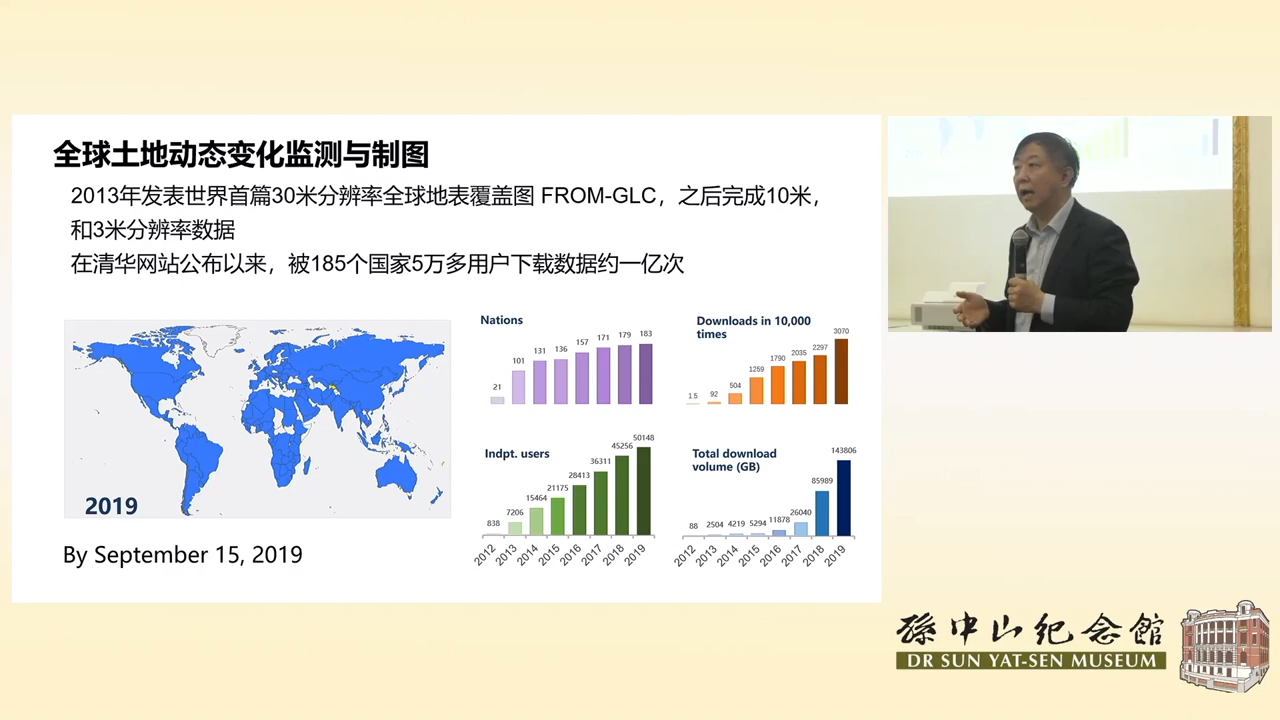 全球土地动态变化监测与制图
2013年发表世界首篇30米分辨率全球地表覆盖图 FROM-GLC，之后完成10米，
和3米分辨率数据
在清华网站公布以来，被185个国家5万多用户下载数据约一亿次
2019
By September 15, 2019
Nations
21 101 131 136 157 171 179 183
Downloads in 10,000
times
1.5 92 504 1259 1790 2035 2297 3070
Indpt. users
838 7206 15464 21175 28413 36311 45256 50148
2012 2013 2014 2015 2016 2017 2018 2019
Total download
volume (GB)
88 2504 4219 5294 11878 26040 85989 143806
2012 2013 2014 2015 2016 2017 2018 2019
孫中山紀念館
DR SUN YAT-SEN MUSEUM